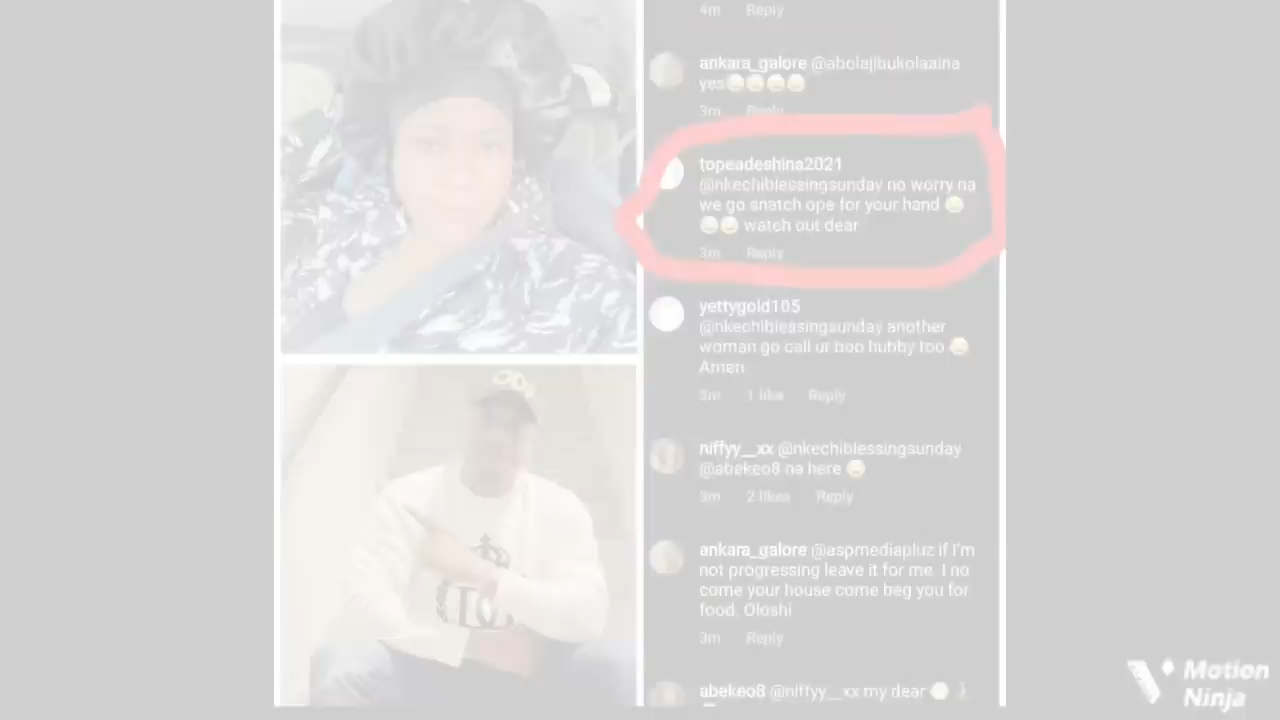 4m Reply
ankara_galore @abolajibukolaaina
yes
3m Reply
topeadeshina2021
@nkechiblessingsunday no worry na
we go snatch ope for your hand
watch out dear
3m Reply
yettygold105
@nkechiblessingsunday another
woman go call ur boo hubby too
Amen
3m 1 like Reply
niffyy__xx @nkechiblessingsunday
@abekeo8 na here
3m 2 likes Reply
ankara_galore @aspmediapluz if I'm
not progressing leave it for me. I no
come your house come beg you for
food. Oloshi
3m Reply
abekeo8 @niffyy__xx my dear
Motion
Ninja